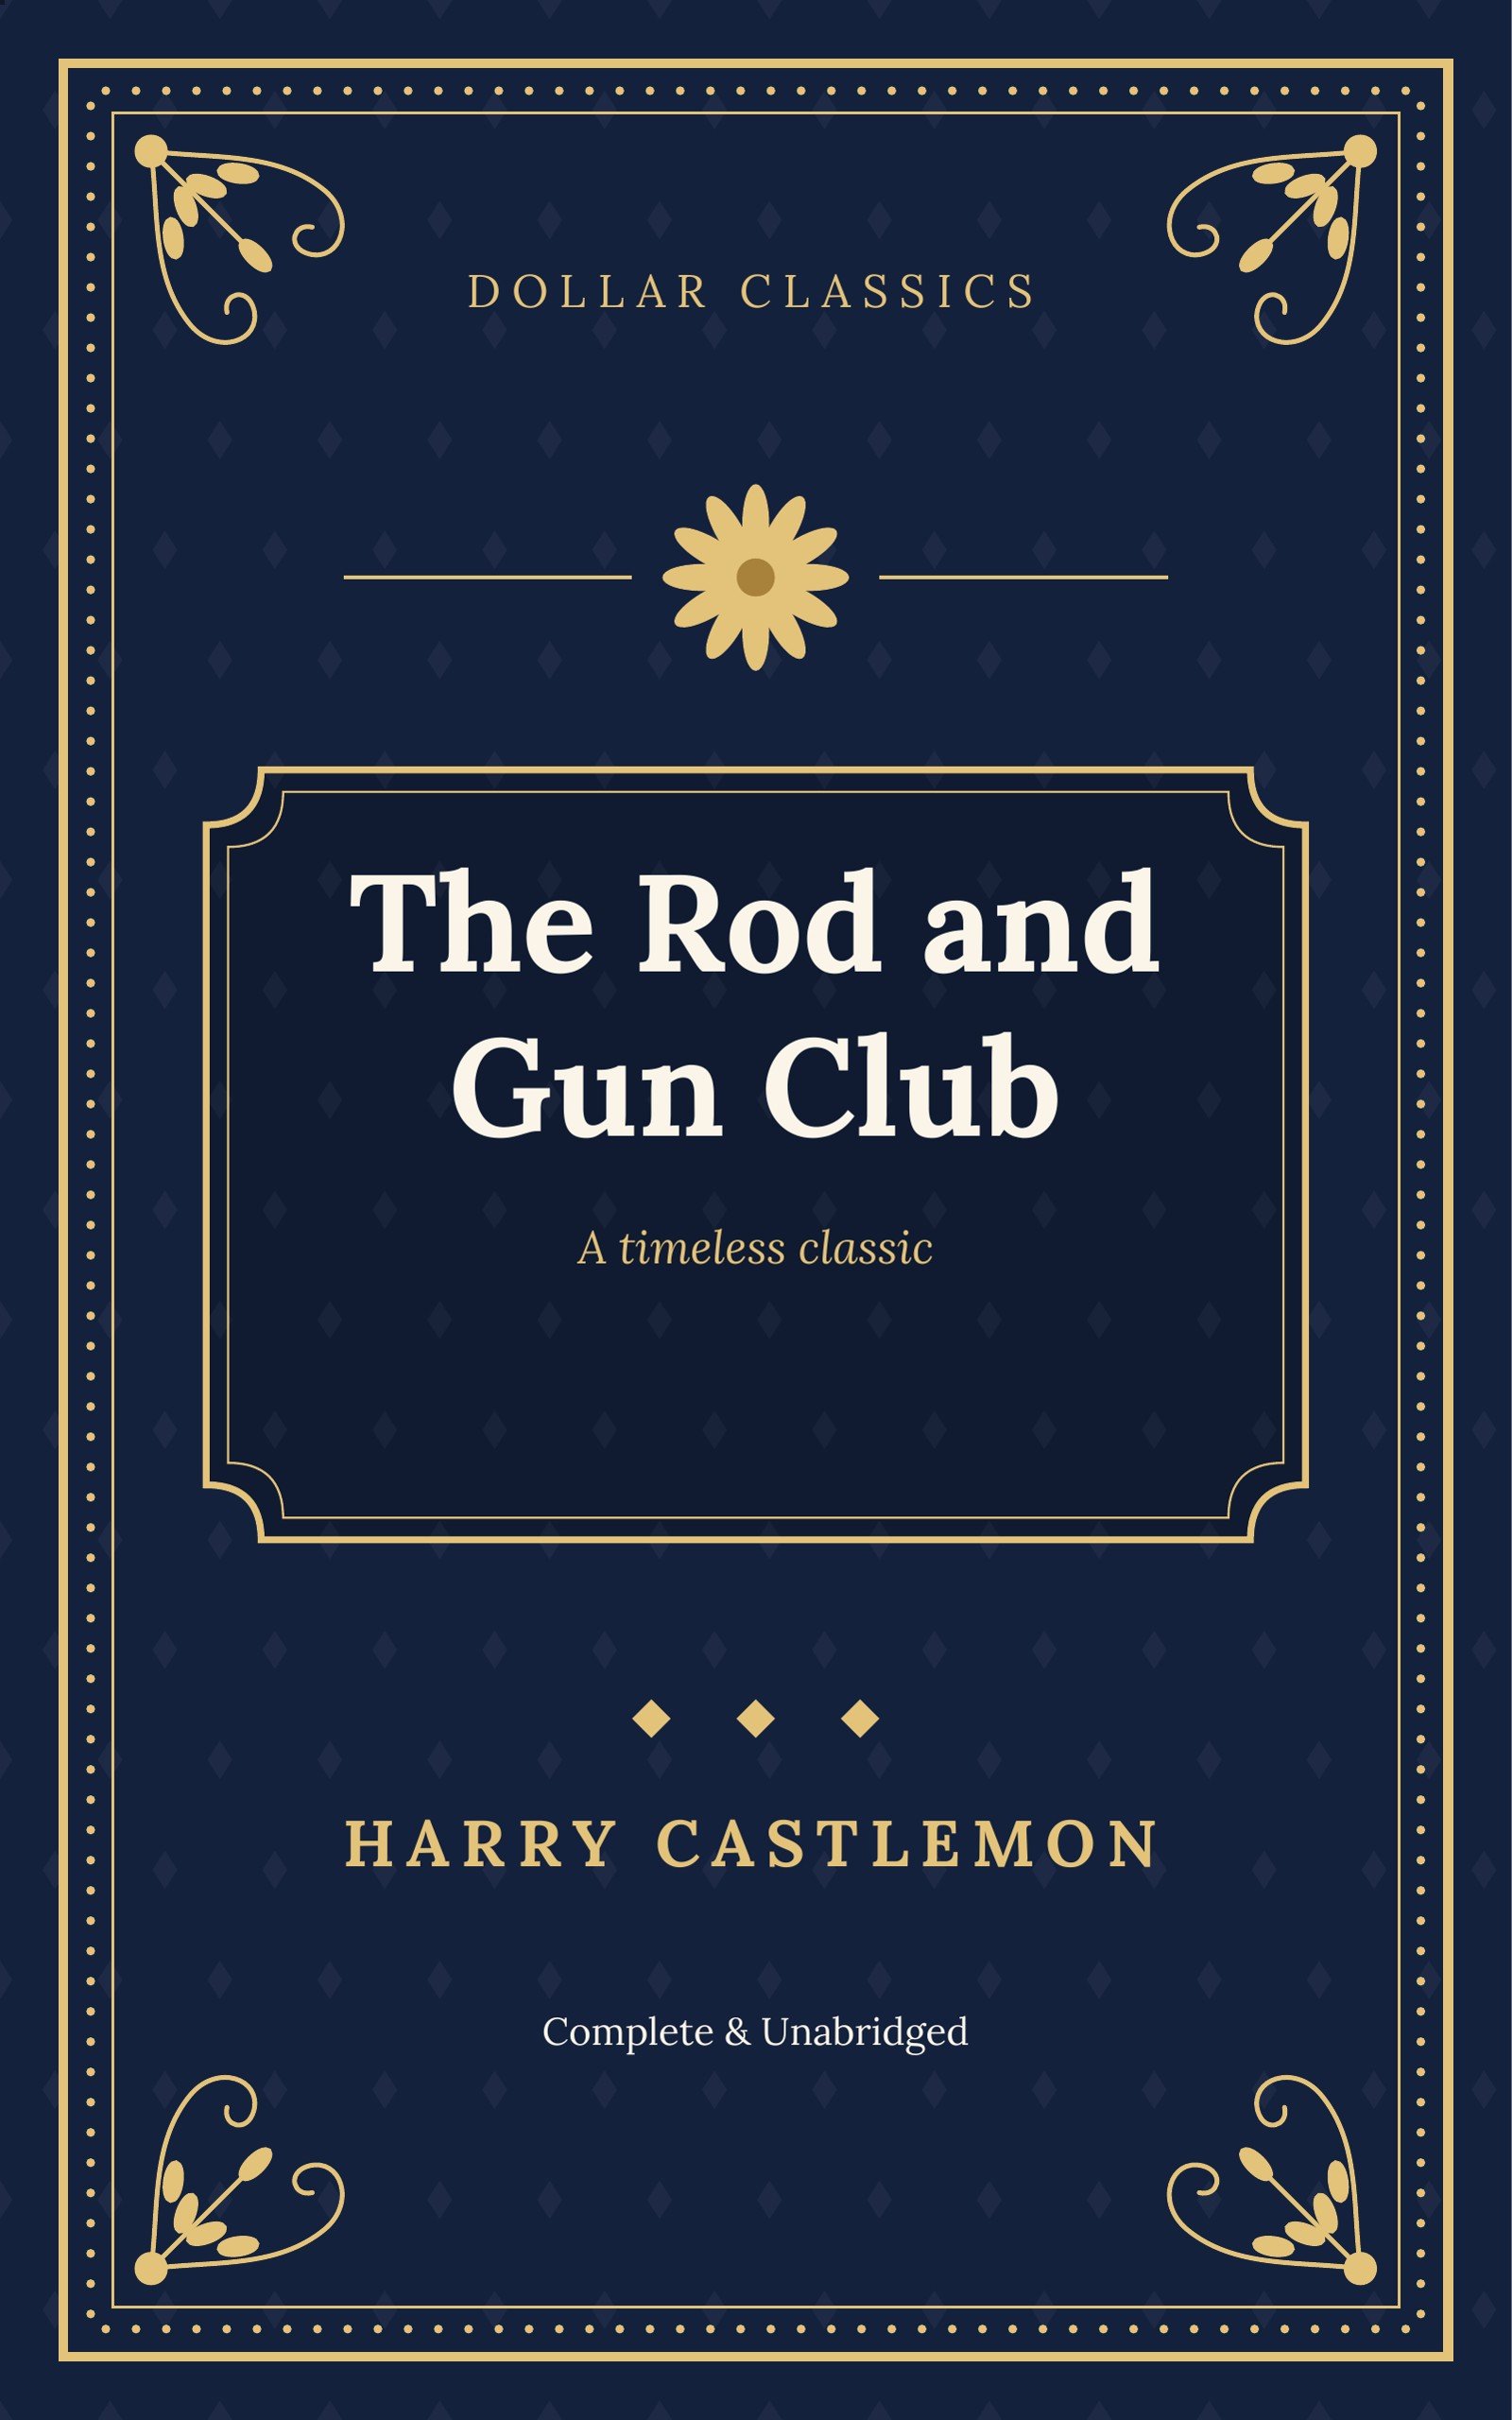 DOLLAR CLASSICS
The Rod and
Gun Club
A timeless classic
HARRY CASTLEMON
Complete & Unabridged